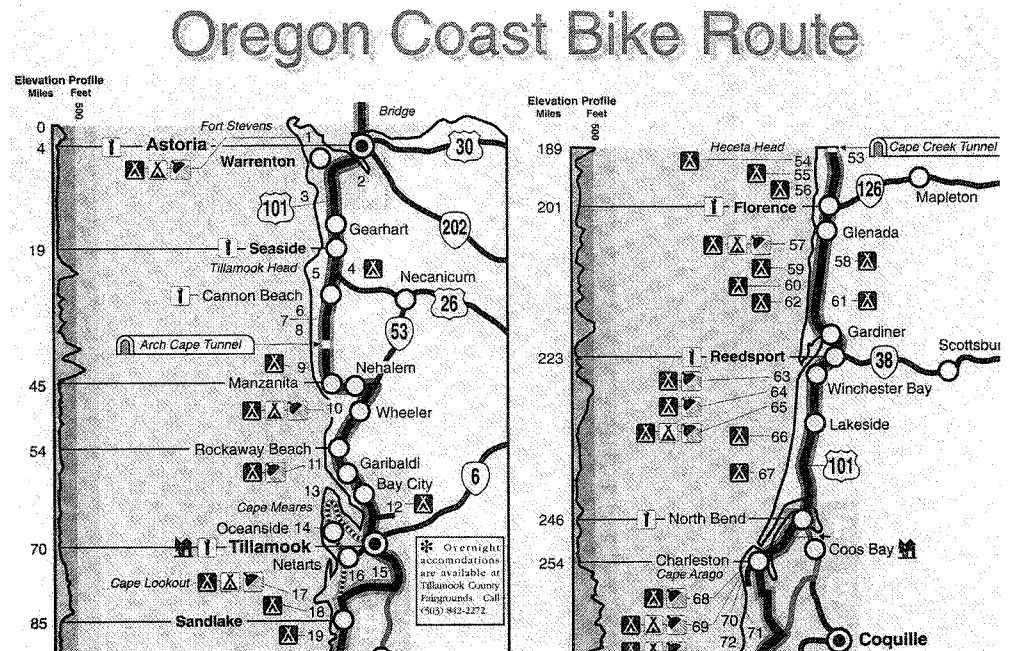 Oregon Coast Bike Route
Elevation Profile
Miles Feet
500
Bridge
Fort Stevens
0
4
Astoria
1
30
Warrenton
2
3
101
202
Gearhart
19
Seaside
Tillamook Head
5
4
Necanicum
Cannon Beach
26
6
7
8
53
Arch Cape Tunnel
9
Nehalem
45
Manzanita
10
Wheeler
54
Rockaway Beach
11
Garibaldi
Bay City
6
13
Cape Meares
12
Oceanside 14
70
Tillamook
Netarts
16
15
* Overnight
accomodations
are available at
Tillamook County
Fairgrounds. Call
(503) 842-2272.
Cape Lookout
17
18
85
Sandlake
19
Elevation Profile
Miles Feet
500
189
Heceta Head
54
53
Cape Creek Tunnel
55
56
126
Mapleton
201
Florence
Glenada
57
58
59
60
61
62
Gardiner
223
Reedsport
38
Scottsbur
63
Winchester Bay
64
65
Lakeside
66
67
101
246
North Bend
Coos Bay
254
Charleston
Cape Arago
68
69
70
71
72
Coquille